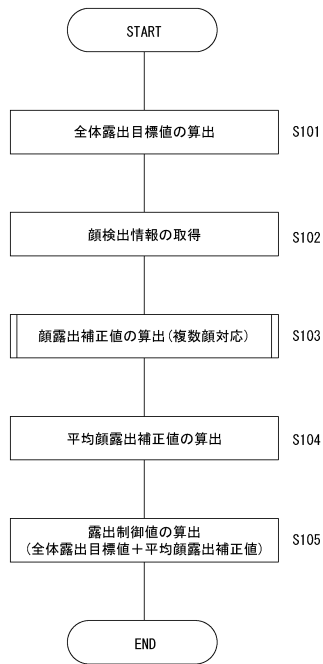 START
全体露出目標値の算出
S101
顔検出情報の取得
S102
顔露出補正値の算出(複数顔対応)
S103
平均顔露出補正値の算出
S104
露出制御値の算出
(全体露出目標値+平均顔露出補正値)
S105
END